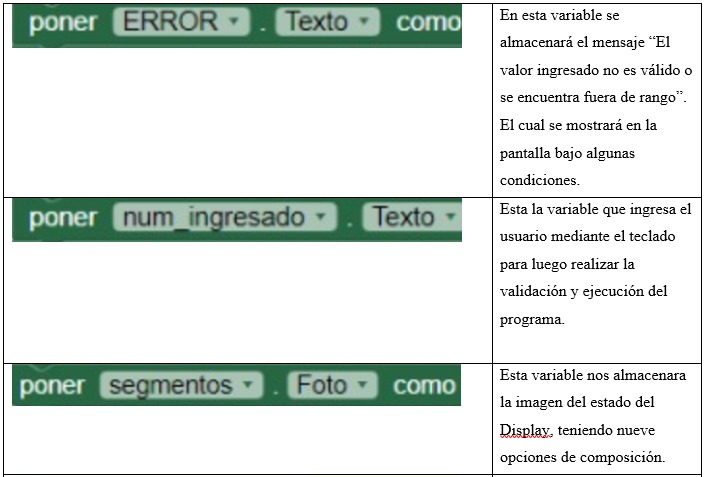 poner ERROR . Texto como
En esta variable se
almacenará el mensaje “El
valor ingresado no es válido o
se encuentra fuera de rango”.
El cual se mostrará en la
pantalla bajo algunas
condiciones.
poner num_ingresado . Texto
Esta la variable que ingresa el
usuario mediante el teclado
para luego realizar la
validación y ejecución del
programa.
poner segmentos . Foto como
Esta variable nos almacenara
la imagen del estado del
Display, teniendo nueve
opciones de composición.